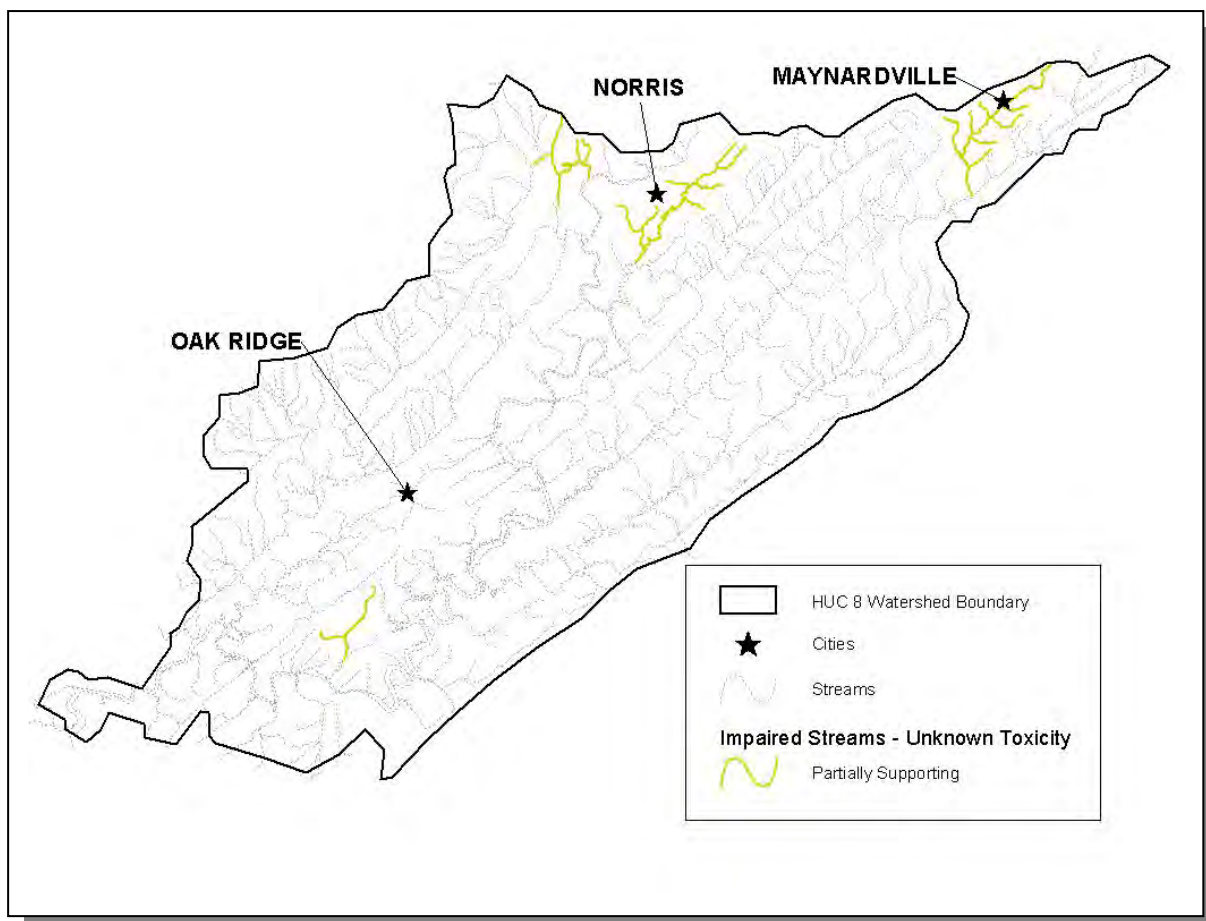 MAYNARDVILLE
NORRIS
OAK RIDGE
HUC 8 Watershed Boundary
Cities
Streams
Impaired Streams - Unknown Toxicity
Partially Supporting